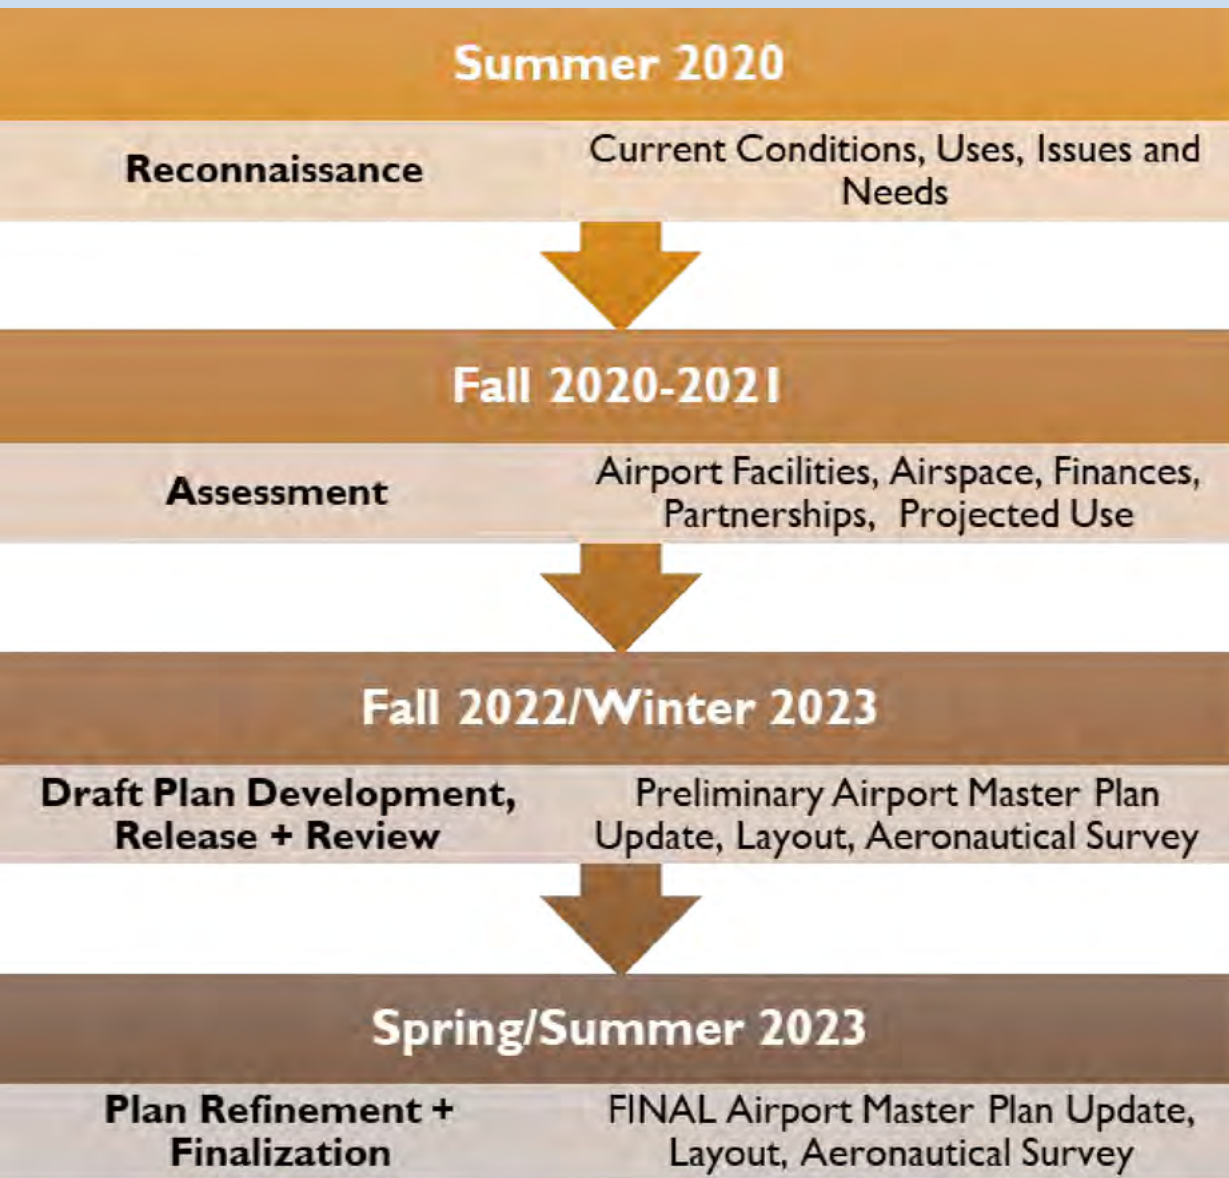 Summer 2020
Reconnaissance
Current Conditions, Uses, Issues and
Needs
Fall 2020-2021
Assessment
Airport Facilities, Airspace, Finances,
Partnerships, Projected Use
Fall 2022/Winter 2023
Draft Plan Development,
Release + Review
Preliminary Airport Master Plan
Update, Layout, Aeronautical Survey
Spring/Summer 2023
Plan Refinement +
Finalization
FINAL Airport Master Plan Update,
Layout, Aeronautical Survey